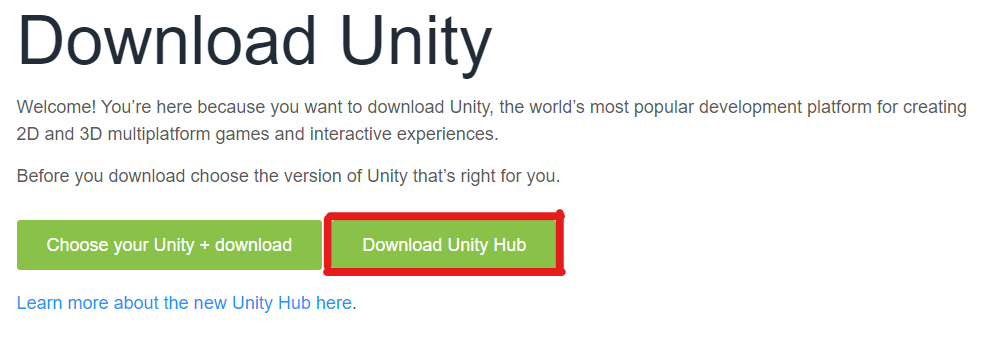 Download Unity
Welcome! You’re here because you want to download Unity, the world’s most popular development platform for creating
2D and 3D multiplatform games and interactive experiences.
Before you download choose the version of Unity that’s right for you.
Choose your Unity + download
Download Unity Hub
Learn more about the new Unity Hub here.